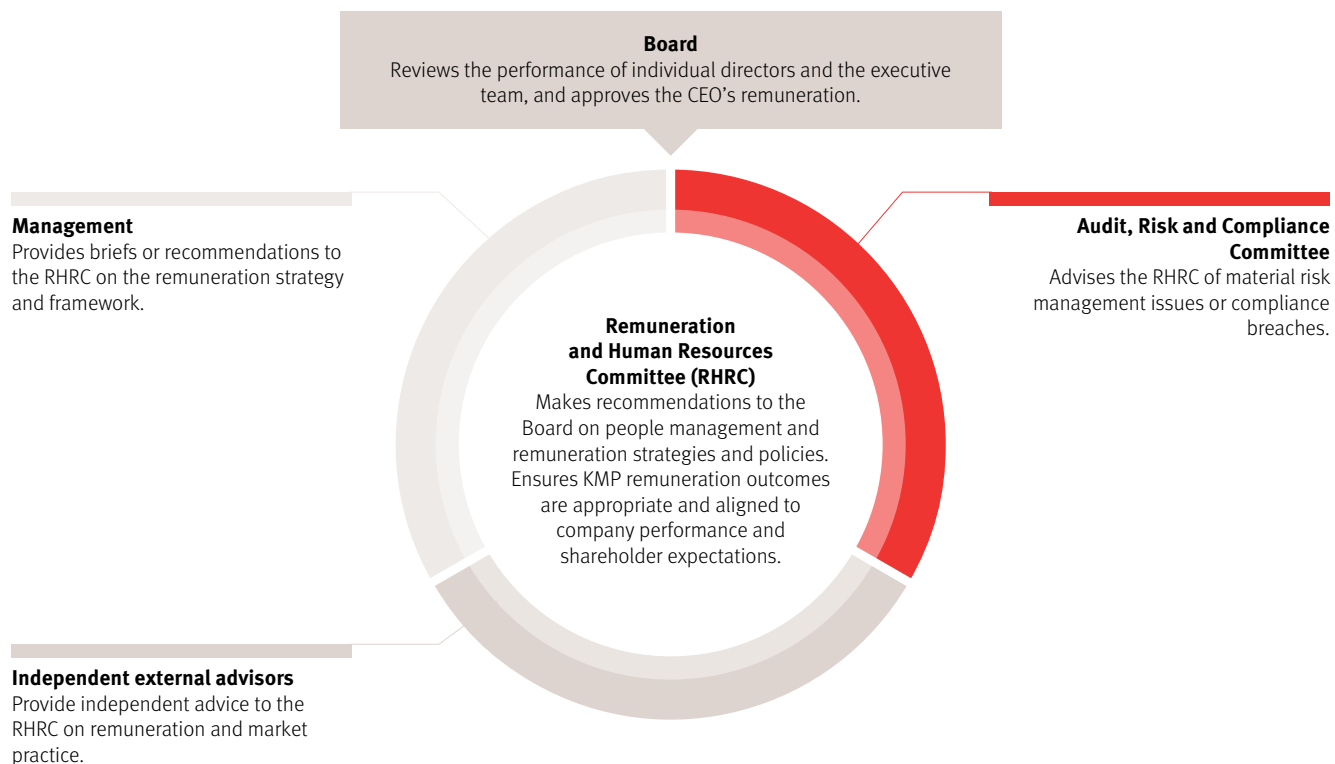 Board
Reviews the performance of individual directors and the executive
team, and approves the CEO’s remuneration.
Management
Provides briefs or recommendations to
the RHRC on the remuneration strategy
and framework.
Audit, Risk and Compliance
Committee
Advises the RHRC of material risk
management issues or compliance
breaches.
Remuneration
and Human Resources
Committee (RHRC)
Makes recommendations to the
Board on people management and
remuneration strategies and policies.
Ensures KMP remuneration outcomes
are appropriate and aligned to
company performance and
shareholder expectations.
Independent external advisors
Provide independent advice to the
RHRC on remuneration and market
practice.